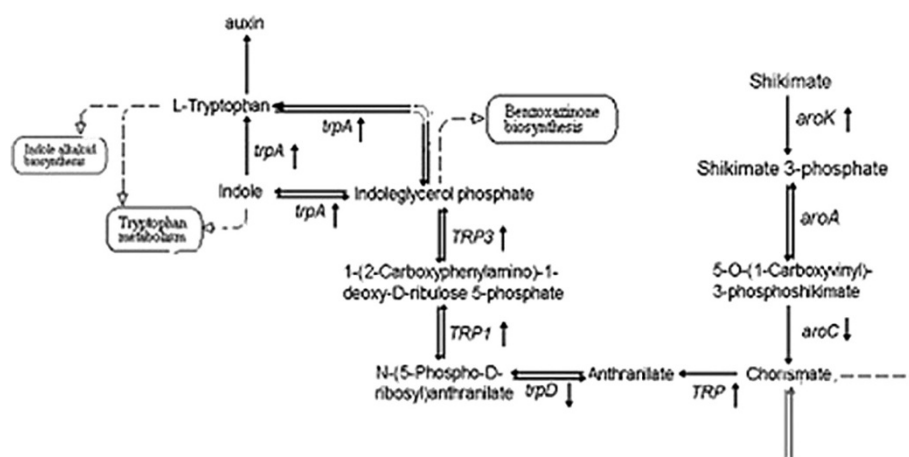 auxin
Shikimate
L-Tryptophan
Benzoxazinone
biosynthesis
aroK
trpA
Indole alkaloid
biosynthesis
trpA
Shikimate 3-phosphate
Indole
Indoleglycerol phosphate
trpA
Tryptophan
metabolism
TRP3
aroA
1-(2-Carboxyphenylamino)-1-
deoxy-D-ribulose 5-phosphate
5-O-(1-Carboxyvinyl)-
3-phosphoshikimate
TRP1
aroC
N-(5-Phospho-D-
ribosyl)anthranilate
trpD
Anthranilate
TRP
Chorismate